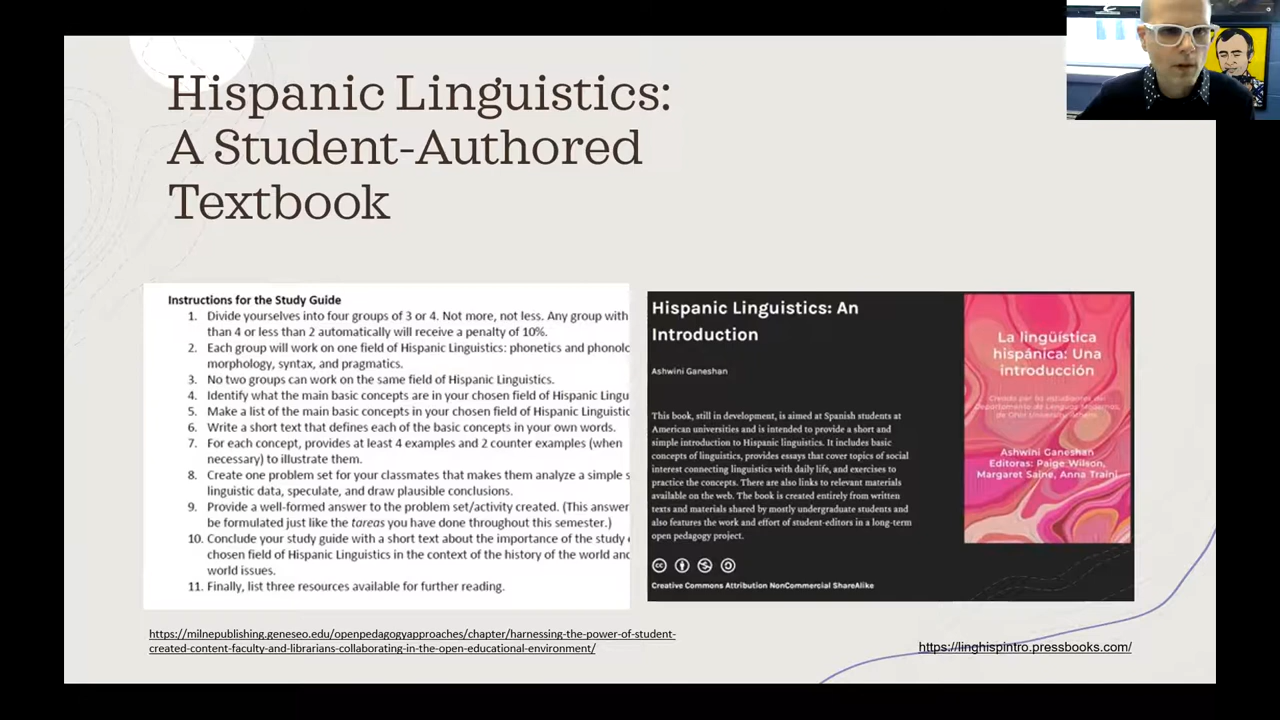 Hispanic Linguistics:
A Student-Authored
Textbook
Instructions for the Study Guide
1. Divide yourselves into four groups of 3 or 4. Not more, not less. Any group with
than 4 or less than 2 automatically will receive a penalty of 10%.
2. Each group will work on one field of Hispanic Linguistics: phonetics and phonolo
morphology, syntax, and pragmatics.
3. No two groups can work on the same field of Hispanic Linguistics.
4. Identify what the main basic concepts are in your chosen field of Hispanic Lingu
5. Make a list of the main basic concepts in your chosen field of Hispanic Linguistic
6. Write a short text that defines each of the basic concepts in your own words.
7. For each concept, provides at least 4 examples and 2 counter examples (when
necessary) to illustrate them.
8. Create one problem set for your classmates that makes them analyze a simple s
linguistic data, speculate, and draw plausible conclusions.
9. Provide a well-formed answer to the problem set/activity created. (This answer
be formulated just like the tareas you have done throughout this semester.)
10. Conclude your study guide with a short text about the importance of the study
chosen field of Hispanic Linguistics in the context of the history of the world and
world issues.
11. Finally, list three resources available for further reading.
https://milnepublishing.geneseo.edu/openpedagogyapproaches/chapter/harnessing-the-power-of-student-
created-content-faculty-and-librarians-collaborating-in-the-open-educational-environment/
Hispanic Linguistics: An
Introduction
Ashwini Ganeshan
This book, still in development, is aimed at Spanish students at
American universities and is intended to provide a short and
simple introduction to Hispanic linguistics. It includes basic
concepts of linguistics, provides essays that cover topics of social
interest connecting linguistics with daily life, and exercises to
practice the concepts. There are also links to relevant materials
available on the web. The book is created entirely from written
texts and materials shared by mostly undergraduate students and
also features the work and effort of student-editors in a long-term
open pedagogy project.
Creative Commons Attribution NonCommercial ShareAlike
La lingüística
hispánica: Una
introducción
Creado por los estudiantes del
Departamento de Lenguas Modernas,
de Ohio University, Athens
Ashwini Ganeshan
Editoras: Paige Wilson,
Margaret Saine, Anna Traini
https://linghispintro.pressbooks.com/